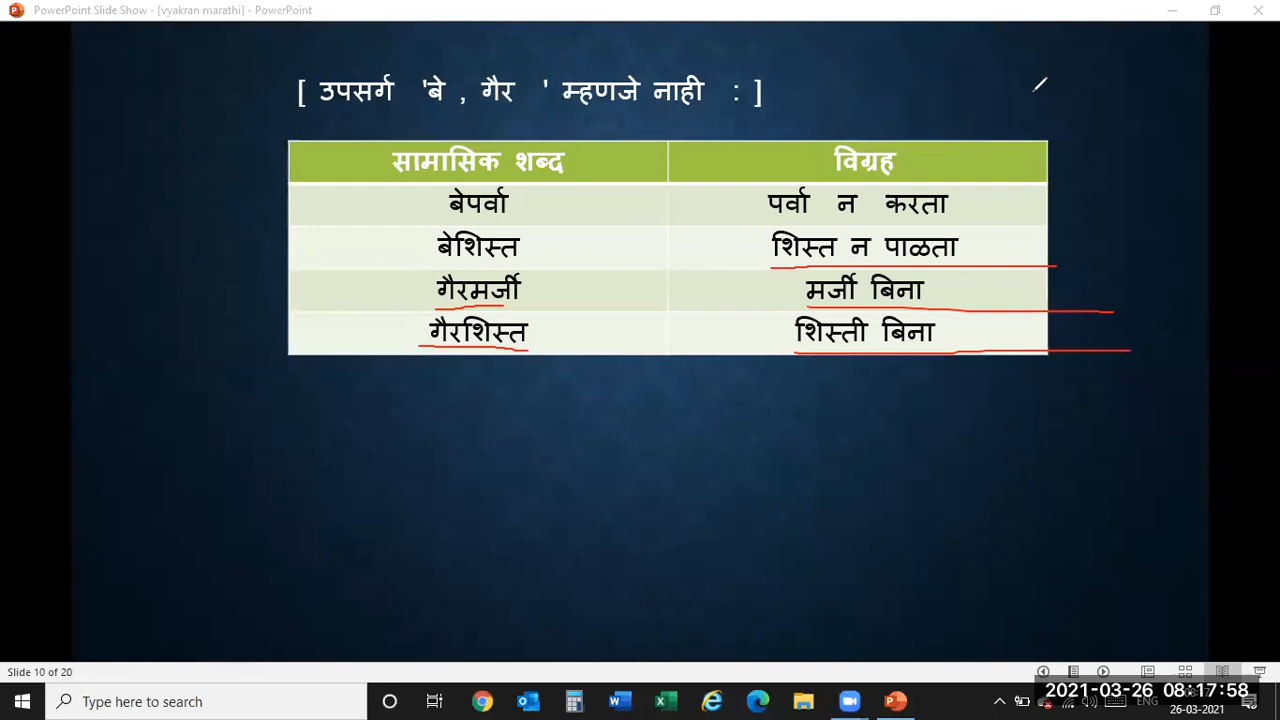 PowerPoint Slide Show - [vyakran marathi] - PowerPoint
[ उपसर्ग 'बे , गैर ' म्हणजे नाही : ]
सामासिक शब्द विग्रह
बेपर्वा पर्वा न करता
बेशिस्त शिस्त न पाळता
गैरमर्जी मर्जी बिना
गैरशिस्त शिस्ती बिना
Slide 10 of 20
Type here to search
ENG
2021-03-26 08:17:58
26-03-2021